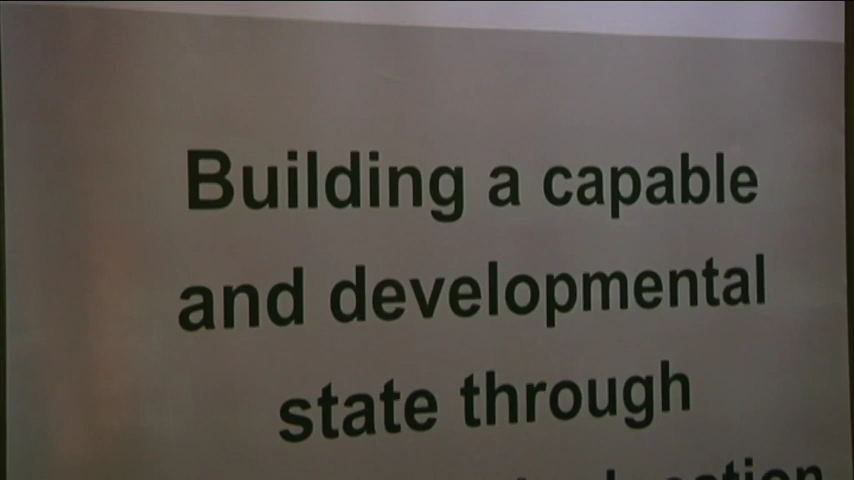 Building a capable
and developmental
state through